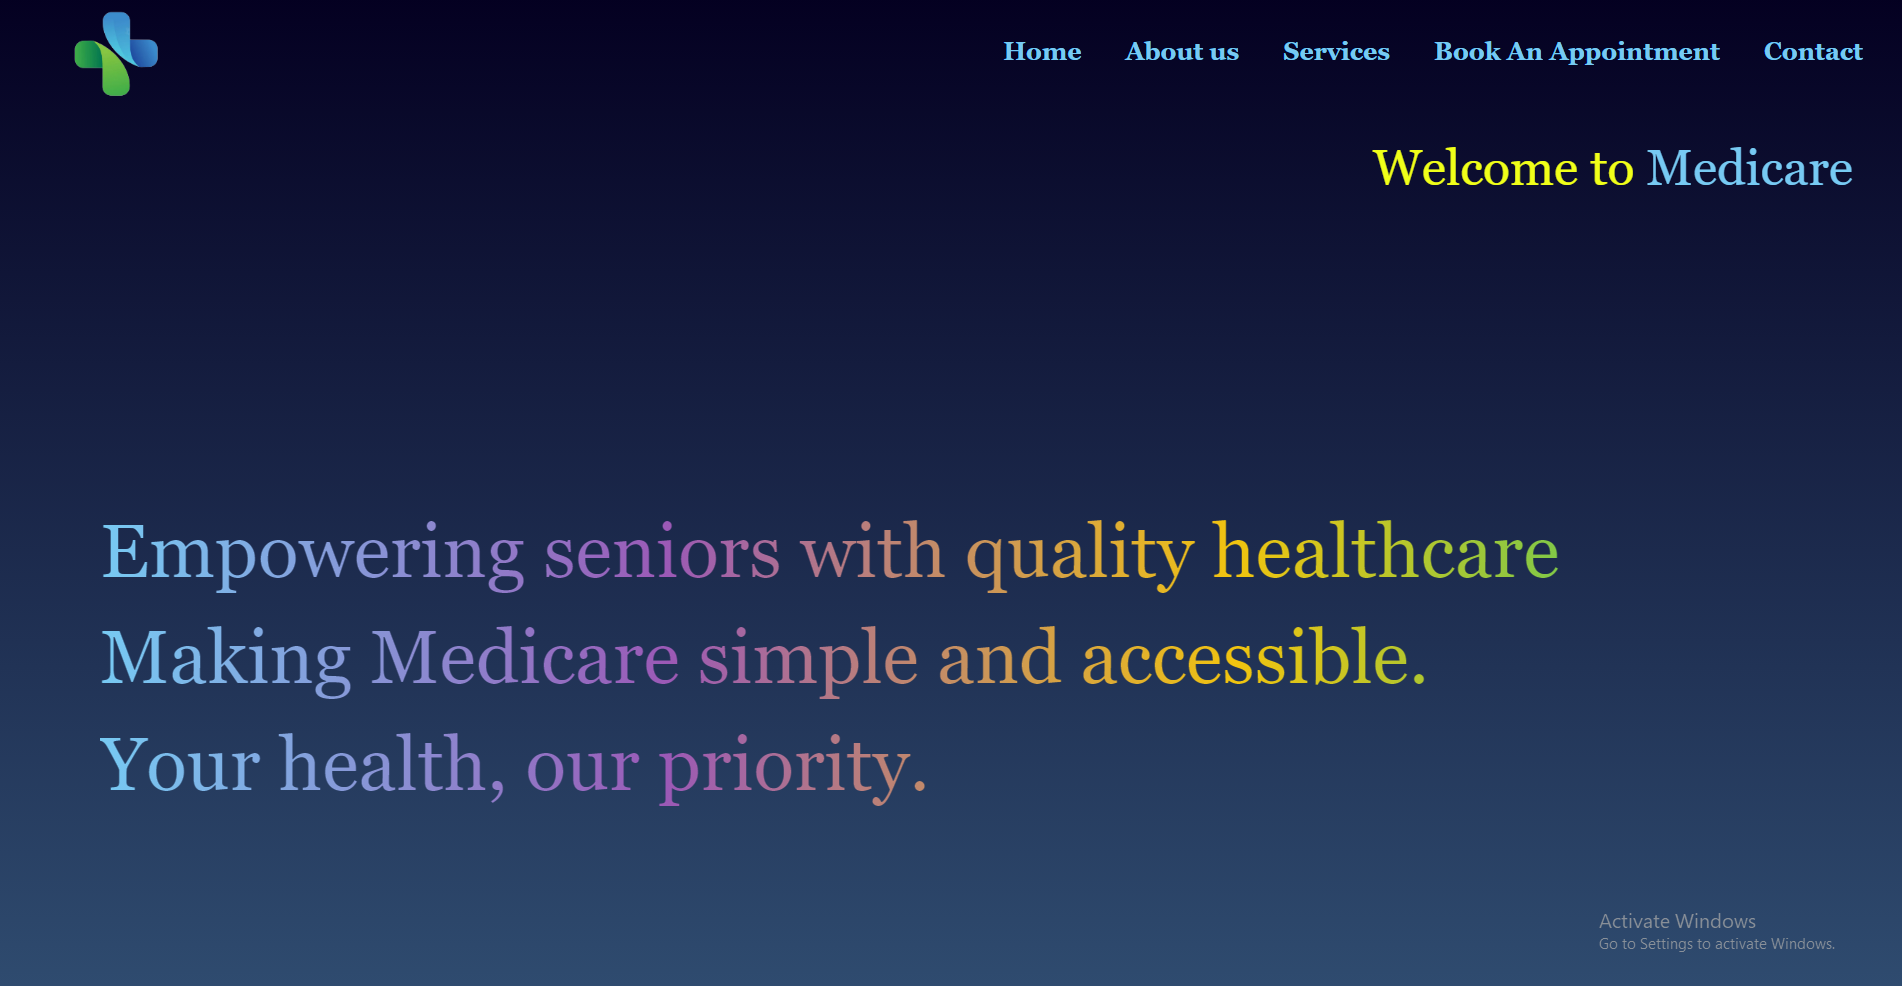 Home About us Services Book An Appointment Contact
Welcome to Medicare
Empowering seniors with quality healthcare
Making Medicare simple and accessible.
Your health, our priority.
Activate Windows
Go to Settings to activate Windows.